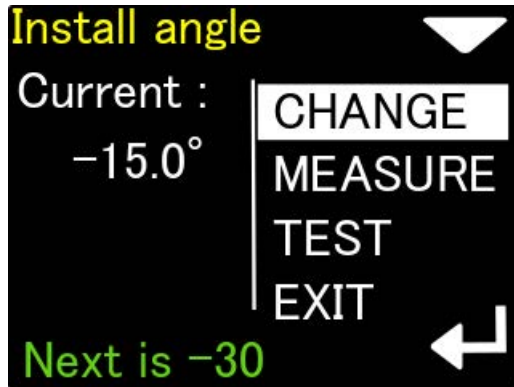 Install angle
Current :
-15.0°
CHANGE
MEASURE
TEST
EXIT
Next is -30